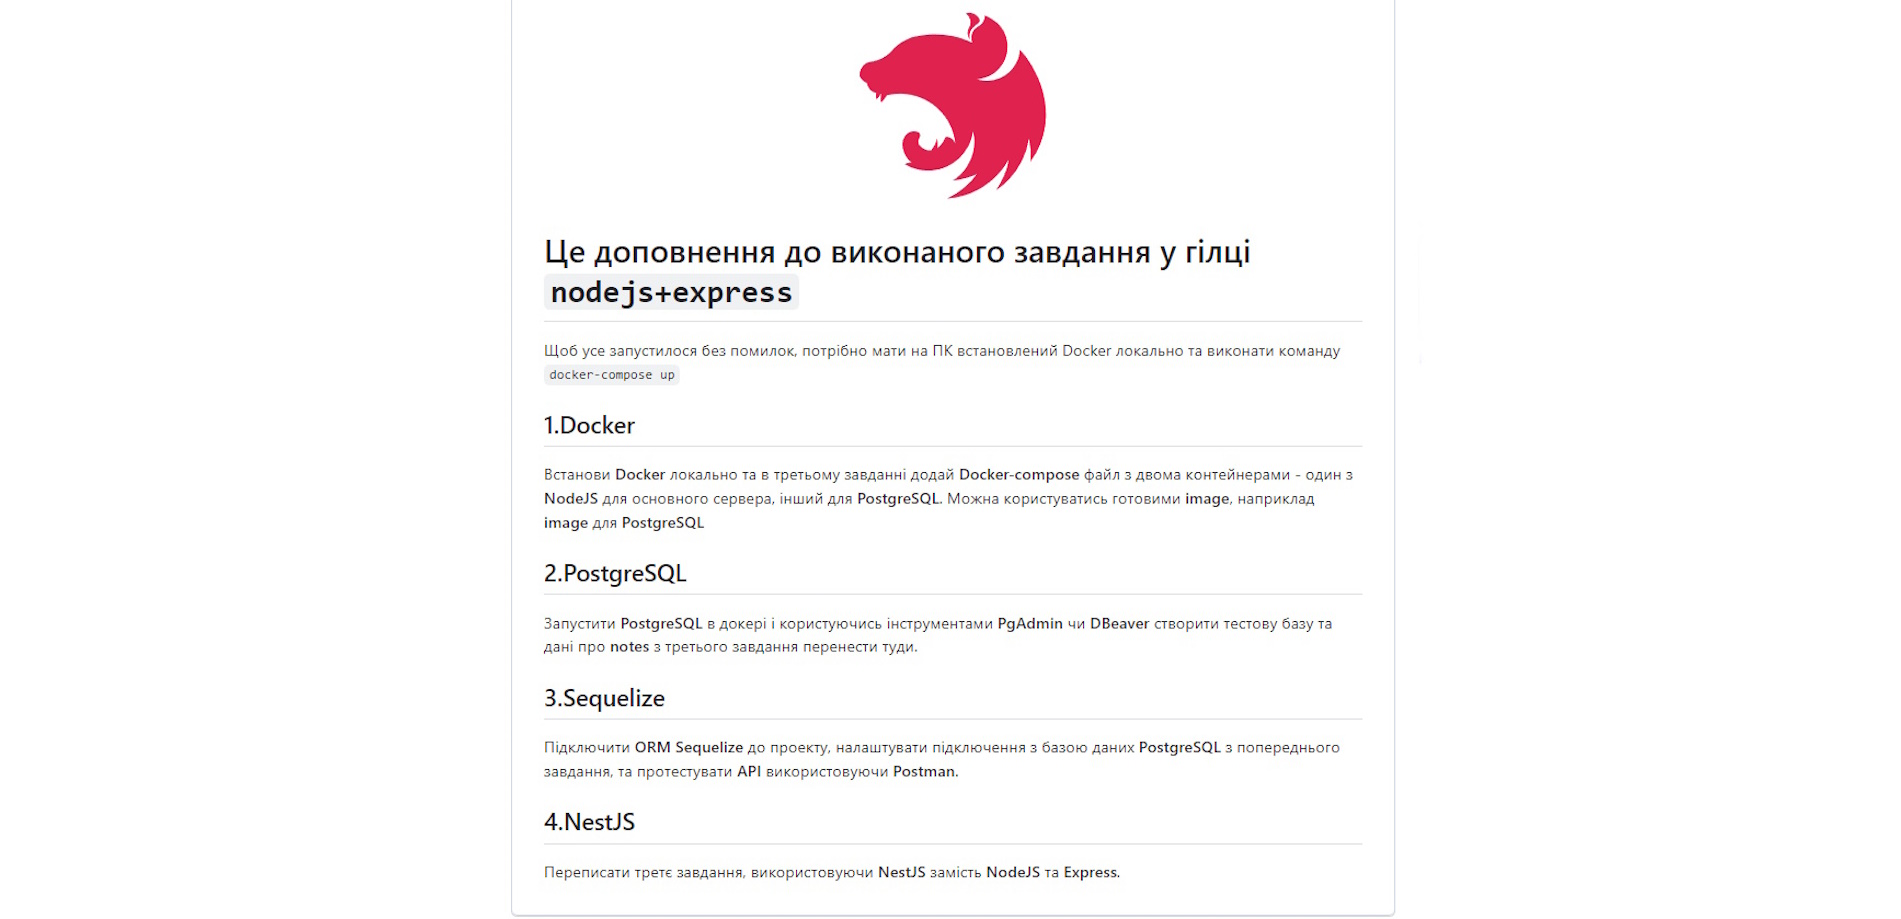 Це доповнення до виконаного завдання у гілці
nodejs+express
Щоб усе запустилося без помилок, потрібно мати на ПК встановлений Docker локально та виконати команду
docker-compose up
1.Docker
Встанови Docker локально та в третьому завданні додай Docker-compose файл з двома контейнерами - один з
NodeJS для основного сервера, інший для PostgreSQL. Можна користуватись готовими image, наприклад
image для PostgreSQL
2.PostgreSQL
Запустити PostgreSQL в докері і користуючись інструментами PgAdmin чи DBeaver створити тестову базу та
дані про notes з третього завдання перенести туди.
3.Sequelize
Підключити ORM Sequelize до проекту, налаштувати підключення з базою даних PostgreSQL з попереднього
завдання, та протестувати API використовуючи Postman.
4.NestJS
Переписати третє завдання, використовуючи NestJS замість NodeJS та Express.